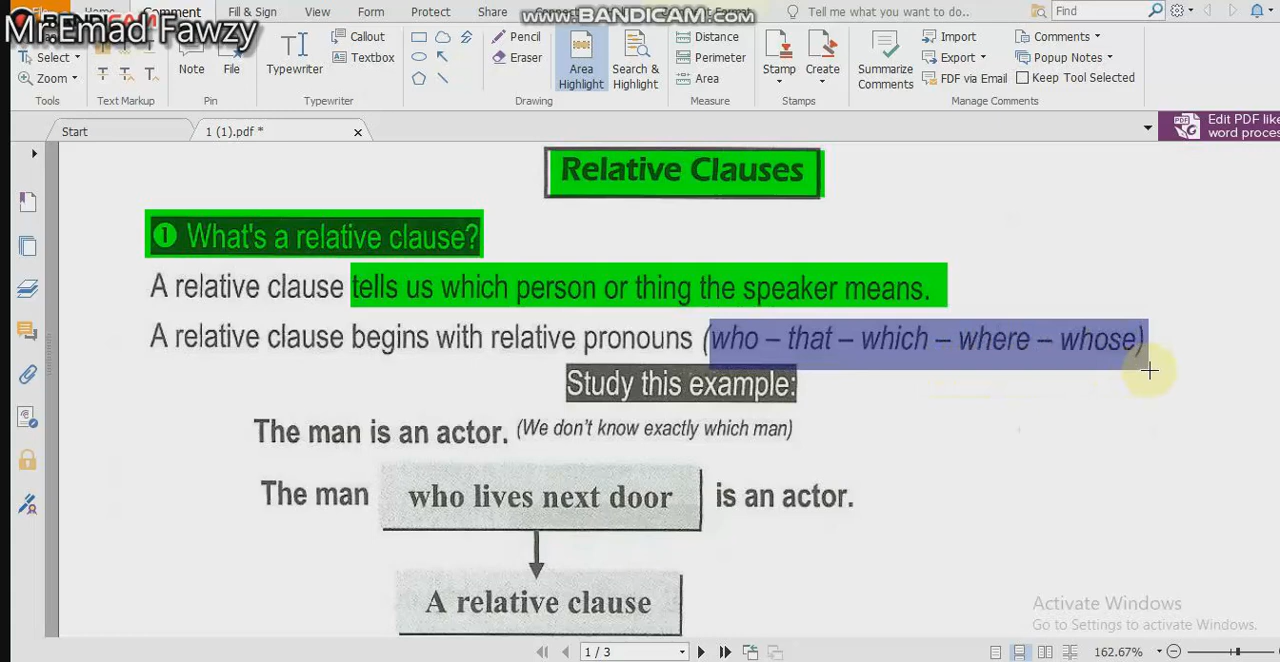 www.BANDICAM.com
Home Comment Fill & Sign View Form Protect Share Tell me what you want to do.. Find
Mr.Emad Fawzy
Select
Zoom
Tools
Text Markup
Note
File
Pin
Typewriter
Callout
Textbox
Typewriter
Pencil
Eraser
Area Highlight
Search & Highlight
Drawing
Distance
Perimeter
Area
Measure
Stamp
Create
Stamps
Summarize Comments
Import
Export
FDF via Email
Comments
Popup Notes
Keep Tool Selected
Manage Comments
Start
1 (1).pdf *
Edit PDF like
word proces
Relative Clauses
❶ What's a relative clause?
A relative clause tells us which person or thing the speaker means.
A relative clause begins with relative pronouns (who – that – which – where – whose)
Study this example:
The man is an actor. (We don't know exactly which man)
The man who lives next door is an actor.
A relative clause
Activate Windows
Go to Settings to activate Windows.
1 / 3
162.67%